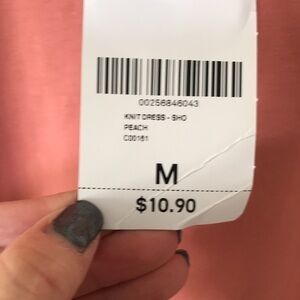 00256846043
KNIT DRESS - SHO
PEACH
C00161
M
$10.90